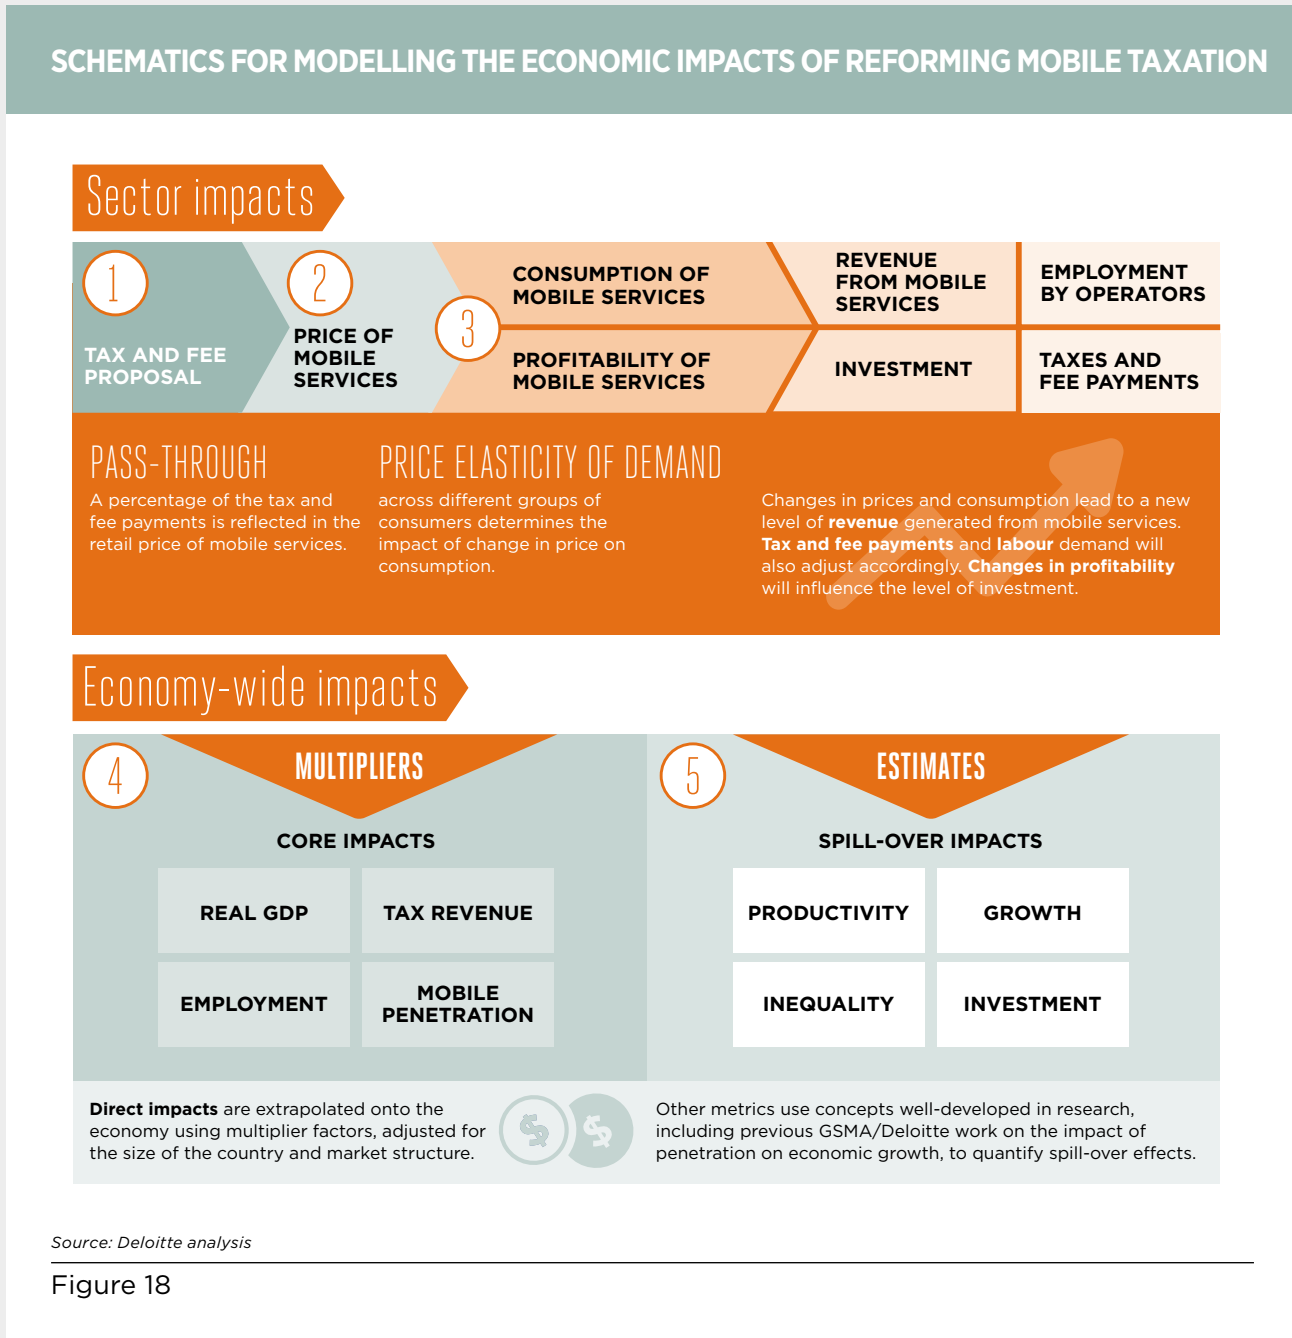 SCHEMATICS FOR MODELLING THE ECONOMIC IMPACTS OF REFORMING MOBILE TAXATION
Sector impacts
1
TAX AND FEE
PROPOSAL
2
PRICE OF
MOBILE
SERVICES
3
CONSUMPTION OF
MOBILE SERVICES
PROFITABILITY OF
MOBILE SERVICES
REVENUE
FROM MOBILE
SERVICES
INVESTMENT
EMPLOYMENT
BY OPERATORS
TAXES AND
FEE PAYMENTS
PASS-THROUGH
A percentage of the tax and
fee payments is reflected in the
retail price of mobile services.
PRICE ELASTICITY OF DEMAND
across different groups of
consumers determines the
impact of change in price on
consumption.
Changes in prices and consumption lead to a new
level of revenue generated from mobile services.
Tax and fee payments and labour demand will
also adjust accordingly. Changes in profitability
will influence the level of investment.
Economy-wide impacts
4
MULTIPLIERS
CORE IMPACTS
REAL GDP
TAX REVENUE
EMPLOYMENT
MOBILE
PENETRATION
Direct impacts are extrapolated onto the
economy using multiplier factors, adjusted for
the size of the country and market structure.
$ $
5
ESTIMATES
SPILL-OVER IMPACTS
PRODUCTIVITY
GROWTH
INEQUALITY
INVESTMENT
Other metrics use concepts well-developed in research,
including previous GSMA/Deloitte work on the impact of
penetration on economic growth, to quantify spill-over effects.
Source: Deloitte analysis
Figure 18